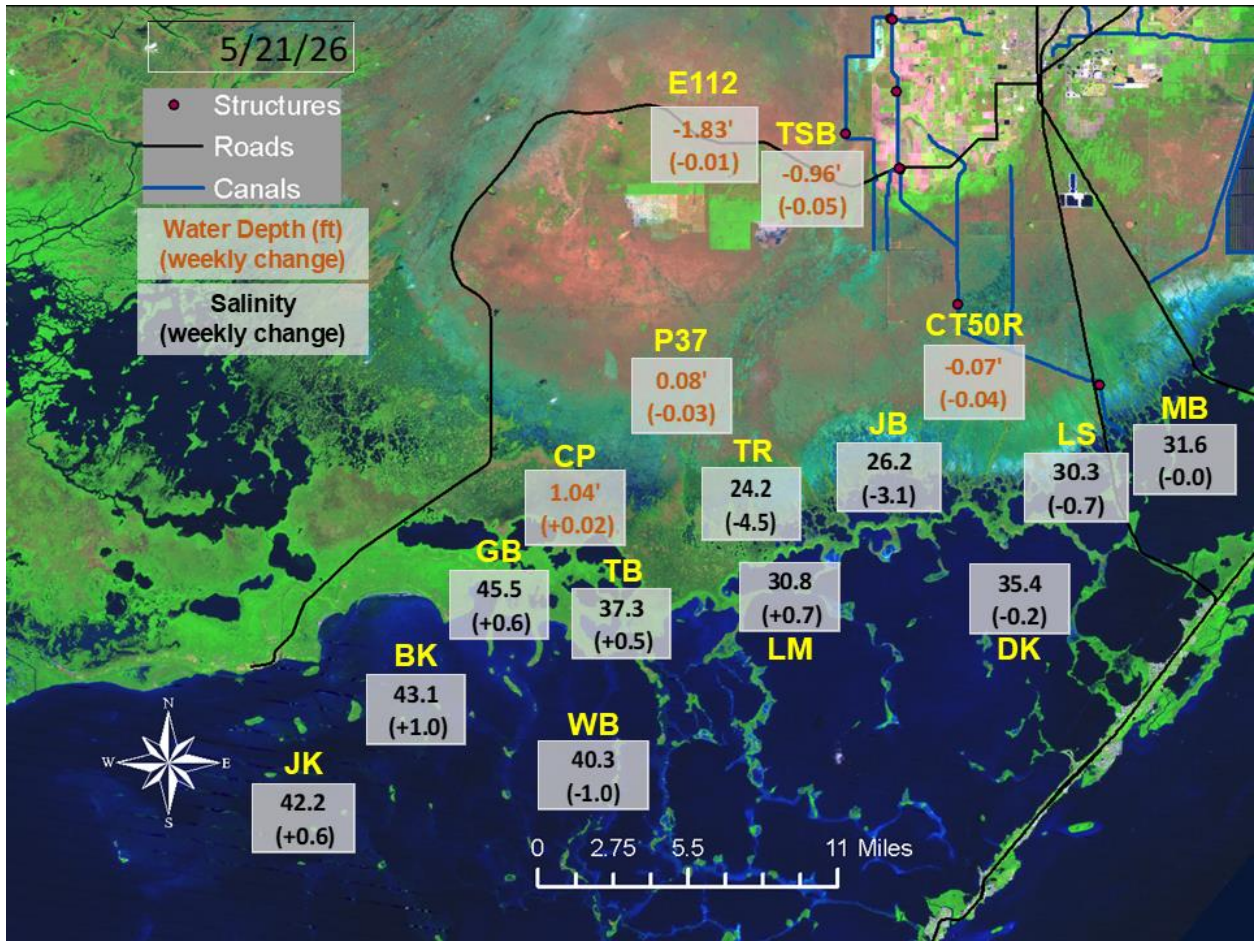 5/21/26
Structures
Roads
Canals
Water Depth (ft)
(weekly change)
Salinity
(weekly change)
E112
-1.83'
(-0.01)
TSB
-0.96'
(-0.05)
P37
0.08'
(-0.03)
CT50R
-0.07'
(-0.04)
CP
1.04'
(+0.02)
TR
24.2
(-4.5)
JB
26.2
(-3.1)
LS
30.3
(-0.7)
MB
31.6
(-0.0)
GB
45.5
(+0.6)
TB
37.3
(+0.5)
30.8
(+0.7)
LM
35.4
(-0.2)
DK
BK
43.1
(+1.0)
WB
40.3
(-1.0)
JK
42.2
(+0.6)
N
W E
S
0 2.75 5.5 11 Miles